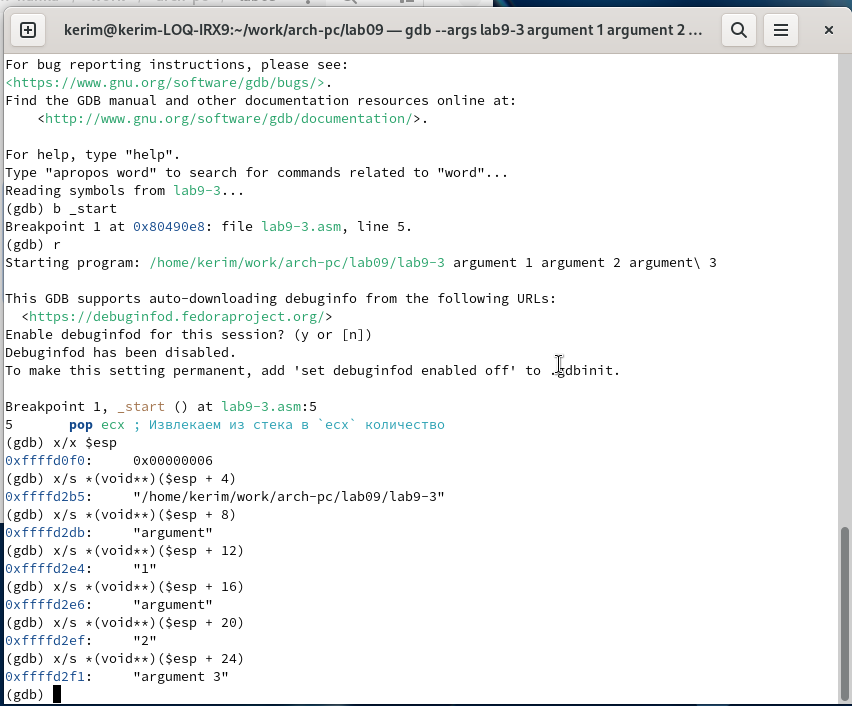 kerim@kerim-LOQ-IRX9:~/work/arch-pc/lab09 — gdb --args lab9-3 argument 1 argument 2 ...
For bug reporting instructions, please see:
<https://www.gnu.org/software/gdb/bugs/>.
Find the GDB manual and other documentation resources online at:
    <http://www.gnu.org/software/gdb/documentation/>.

For help, type "help".
Type "apropos word" to search for commands related to "word"...
Reading symbols from lab9-3...
(gdb) b _start
Breakpoint 1 at 0x80490e8: file lab9-3.asm, line 5.
(gdb) r
Starting program: /home/kerim/work/arch-pc/lab09/lab9-3 argument 1 argument 2 argument\ 3

This GDB supports auto-downloading debuginfo from the following URLs:
  <https://debuginfod.fedoraproject.org/>
Enable debuginfod for this session? (y or [n])
Debuginfod has been disabled.
To make this setting permanent, add 'set debuginfod enabled off' to .gdbinit.

Breakpoint 1, _start () at lab9-3.asm:5
5       pop ecx ; Извлекаем из стека в `ecx` количество
(gdb) x/x $esp
0xffffd0f0:     0x00000006
(gdb) x/s *(void**)($esp + 4)
0xffffd2b5:     "/home/kerim/work/arch-pc/lab09/lab9-3"
(gdb) x/s *(void**)($esp + 8)
0xffffd2db:     "argument"
(gdb) x/s *(void**)($esp + 12)
0xffffd2e4:     "1"
(gdb) x/s *(void**)($esp + 16)
0xffffd2e6:     "argument"
(gdb) x/s *(void**)($esp + 20)
0xffffd2ef:     "2"
(gdb) x/s *(void**)($esp + 24)
0xffffd2f1:     "argument 3"
(gdb)